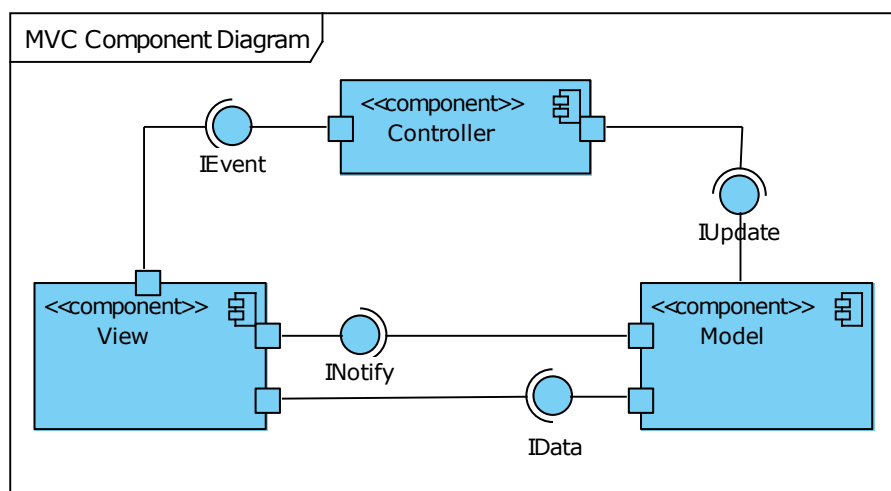 MVC Component Diagram
<<component>>
Controller
IEvent
IUpdate
<<component>>
View
<<component>>
Model
INotify
IData